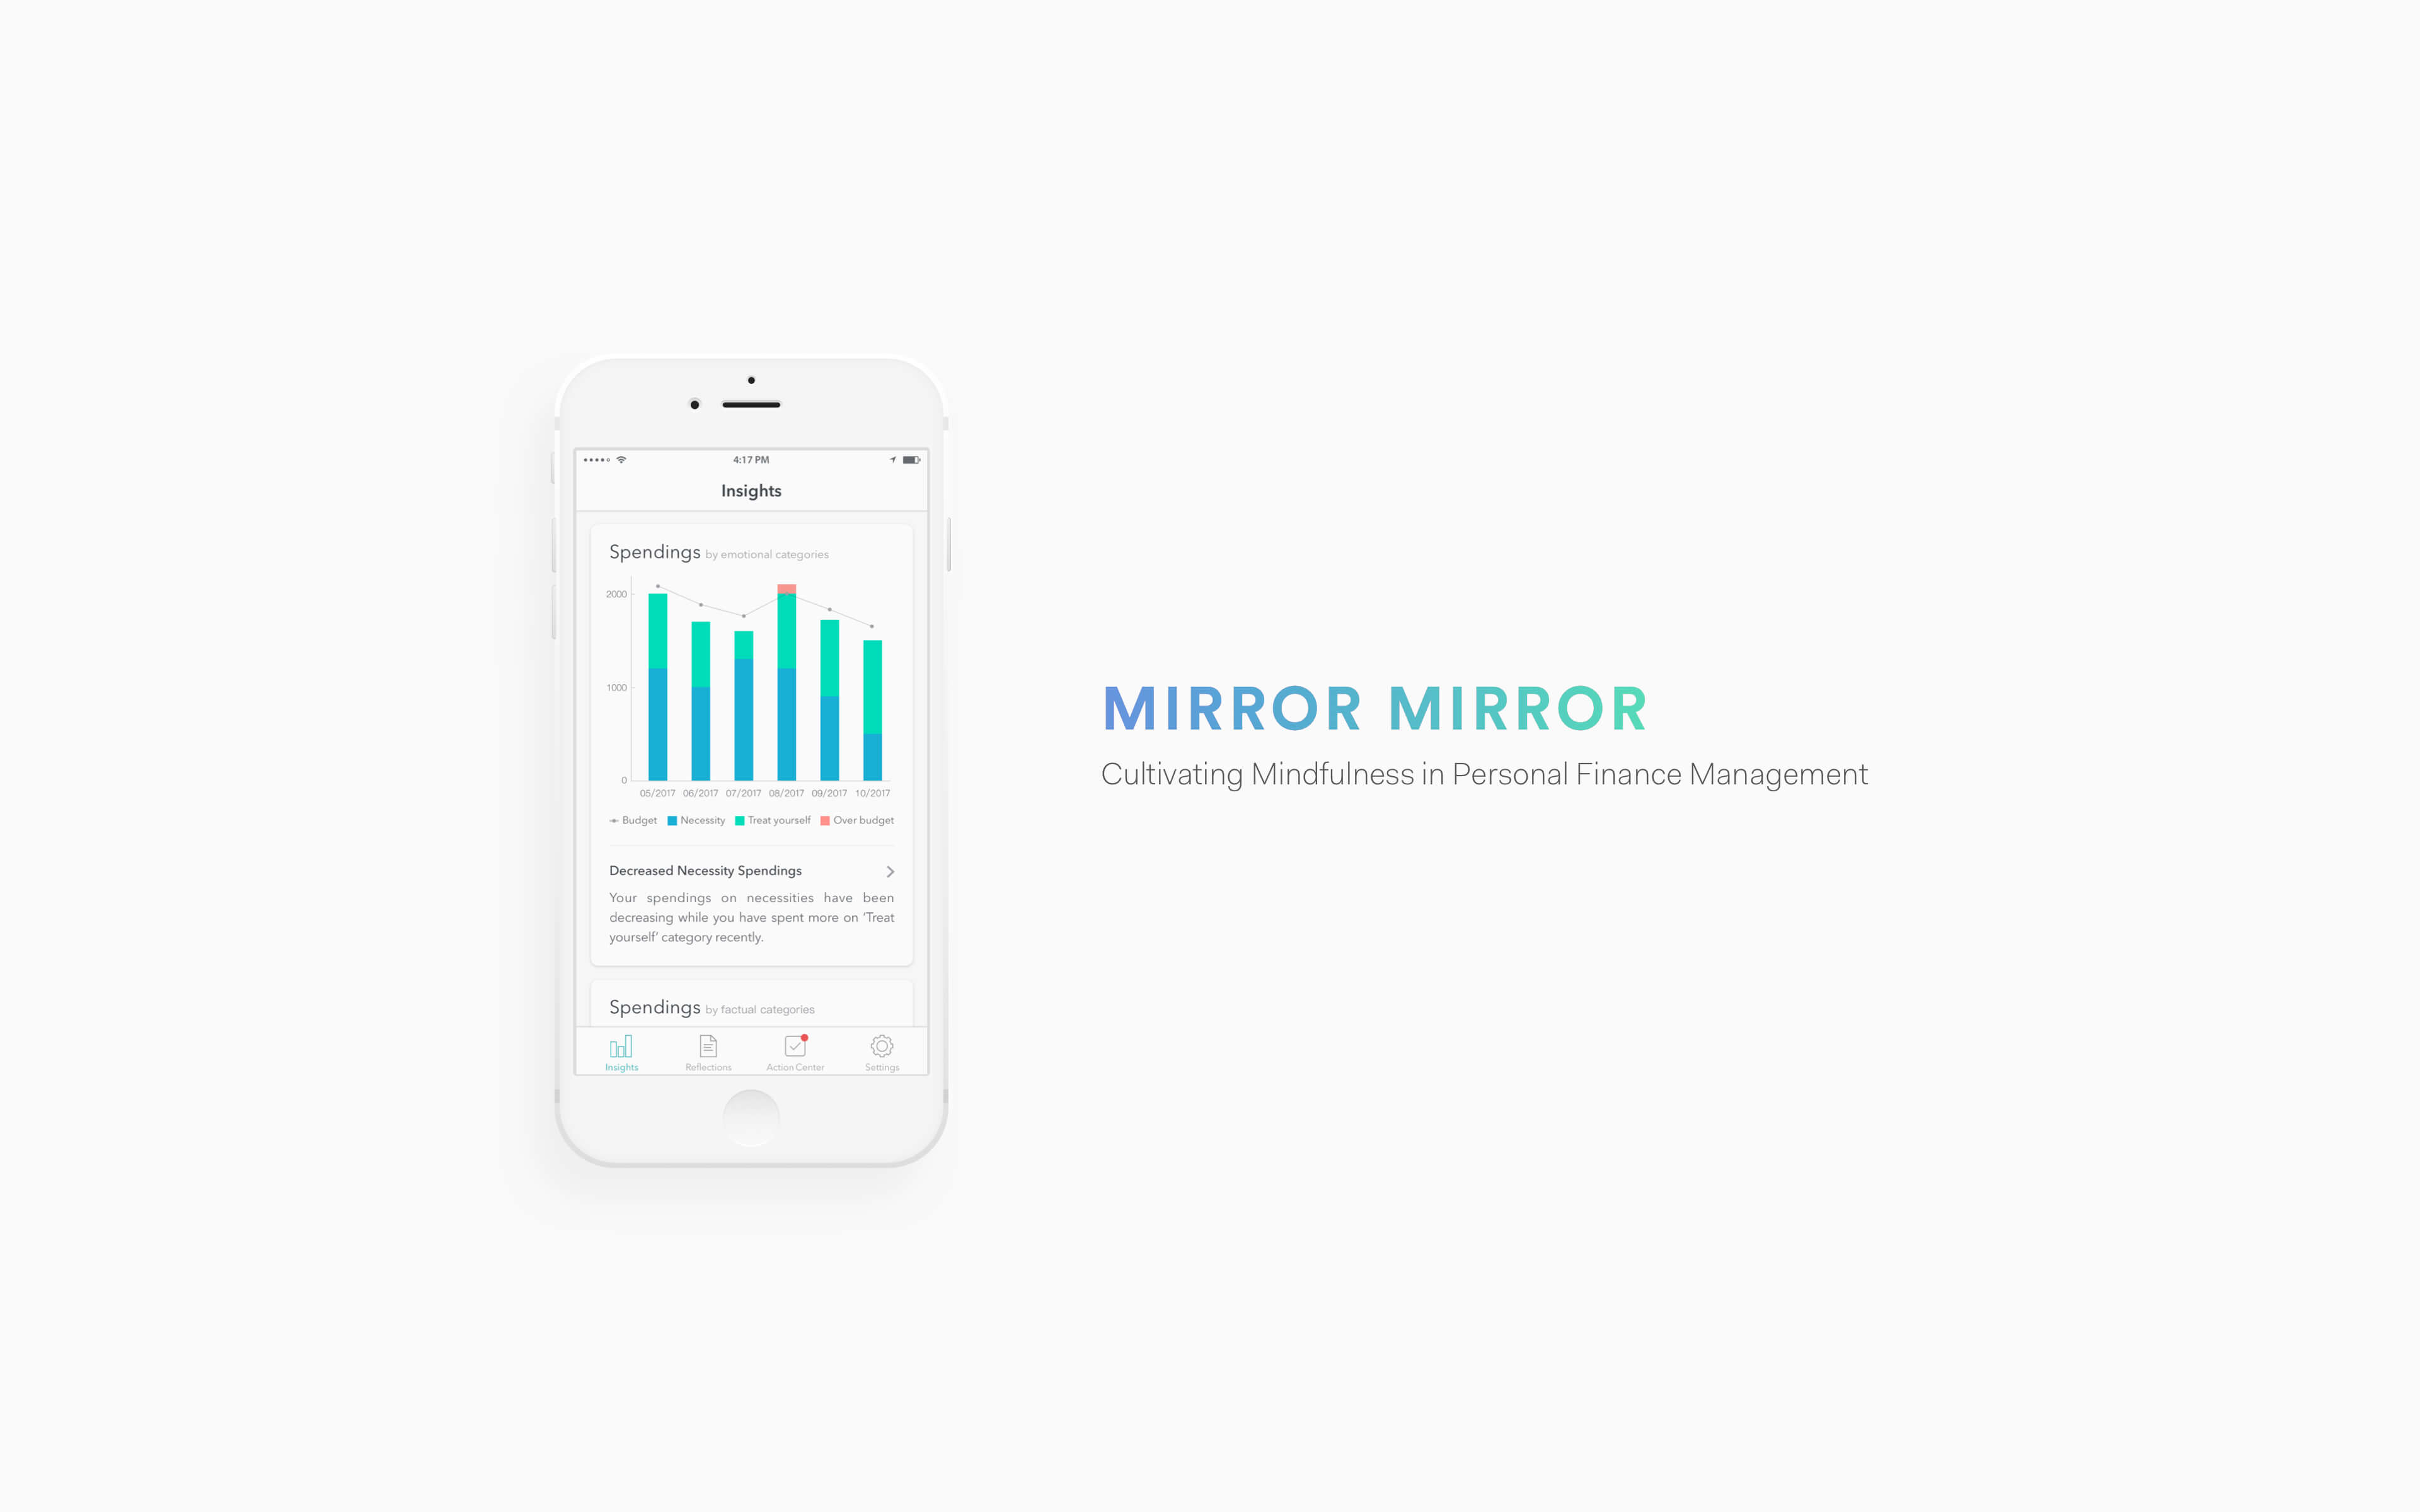 4:17 PM
Insights
Spendings by emotional categories
2000
1000
0
05/2017 06/2017 07/2017 08/2017 09/2017 10/2017
Budget Necessity Treat yourself Over budget
Decreased Necessity Spendings
Your spendings on necessities have been
decreasing while you have spent more on ‘Treat
yourself’ category recently.
Spendings by factual categories
Insights Reflections Action Center Settings
MIRROR MIRROR
Cultivating Mindfulness in Personal Finance Management